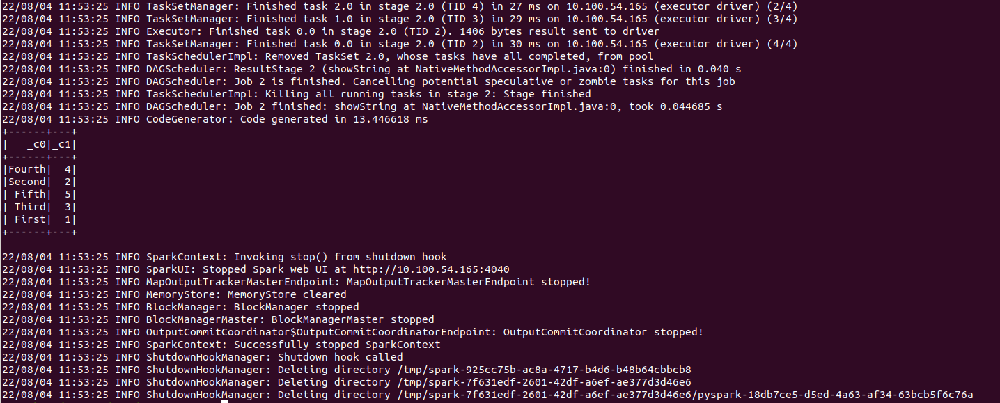 22/08/04 11:53:25 INFO TaskSetManager: Finished task 2.0 in stage 2.0 (TID 4) in 27 ms on 10.100.54.165 (executor driver) (2/4)
22/08/04 11:53:25 INFO TaskSetManager: Finished task 1.0 in stage 2.0 (TID 3) in 29 ms on 10.100.54.165 (executor driver) (3/4)
22/08/04 11:53:25 INFO Executor: Finished task 0.0 in stage 2.0 (TID 2). 1406 bytes result sent to driver
22/08/04 11:53:25 INFO TaskSetManager: Finished task 0.0 in stage 2.0 (TID 2) in 30 ms on 10.100.54.165 (executor driver) (4/4)
22/08/04 11:53:25 INFO TaskSchedulerImpl: Removed TaskSet 2.0, whose tasks have all completed, from pool
22/08/04 11:53:25 INFO DAGScheduler: ResultStage 2 (showString at NativeMethodAccessorImpl.java:0) finished in 0.040 s
22/08/04 11:53:25 INFO DAGScheduler: Job 2 is finished. Cancelling potential speculative or zombie tasks for this job
22/08/04 11:53:25 INFO TaskSchedulerImpl: Killing all running tasks in stage 2: Stage finished
22/08/04 11:53:25 INFO DAGScheduler: Job 2 finished: showString at NativeMethodAccessorImpl.java:0, took 0.044685 s
22/08/04 11:53:25 INFO CodeGenerator: Code generated in 13.446618 ms
+------+---+
|   _c0|_c1|
+------+---+
|Fourth|  4|
|Second|  2|
| Fifth|  5|
| Third|  3|
| First|  1|
+------+---+
22/08/04 11:53:25 INFO SparkContext: Invoking stop() from shutdown hook
22/08/04 11:53:25 INFO SparkUI: Stopped Spark web UI at http://10.100.54.165:4040
22/08/04 11:53:25 INFO MapOutputTrackerMasterEndpoint: MapOutputTrackerMasterEndpoint stopped!
22/08/04 11:53:25 INFO MemoryStore: MemoryStore cleared
22/08/04 11:53:25 INFO BlockManager: BlockManager stopped
22/08/04 11:53:25 INFO BlockManagerMaster: BlockManagerMaster stopped
22/08/04 11:53:25 INFO OutputCommitCoordinator$OutputCommitCoordinatorEndpoint: OutputCommitCoordinator stopped!
22/08/04 11:53:25 INFO SparkContext: Successfully stopped SparkContext
22/08/04 11:53:25 INFO ShutdownHookManager: Shutdown hook called
22/08/04 11:53:25 INFO ShutdownHookManager: Deleting directory /tmp/spark-925cc75b-ac8a-4717-b4d6-b48b64cbbcb8
22/08/04 11:53:25 INFO ShutdownHookManager: Deleting directory /tmp/spark-7f631edf-2601-42df-a6ef-ae377d3d46e6
22/08/04 11:53:25 INFO ShutdownHookManager: Deleting directory /tmp/spark-7f631edf-2601-42df-a6ef-ae377d3d46e6/pyspark-18db7ce5-d5ed-4a63-af34-63bcb5f6c76a